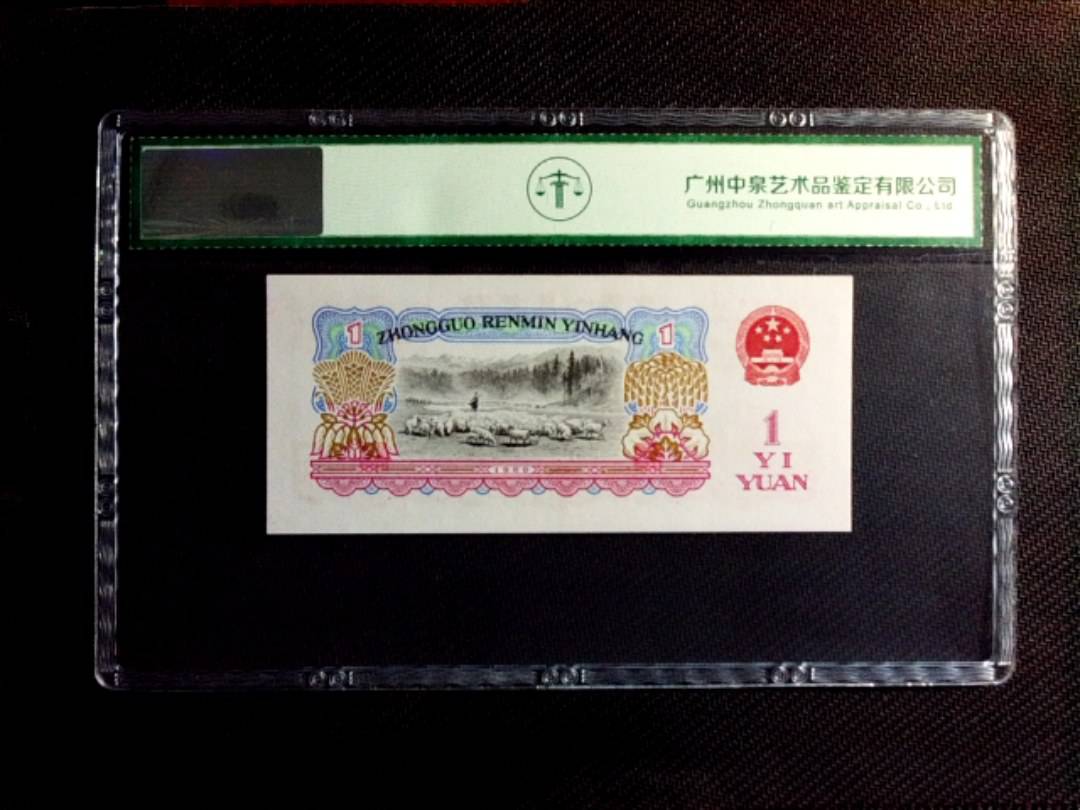 广州中泉艺术品鉴定有限公司
Guangzhou Zhongquan art Appraisal Co., Ltd
ZHONGGUO RENMIN YINHANG
1
1
1
YI
YUAN
1960